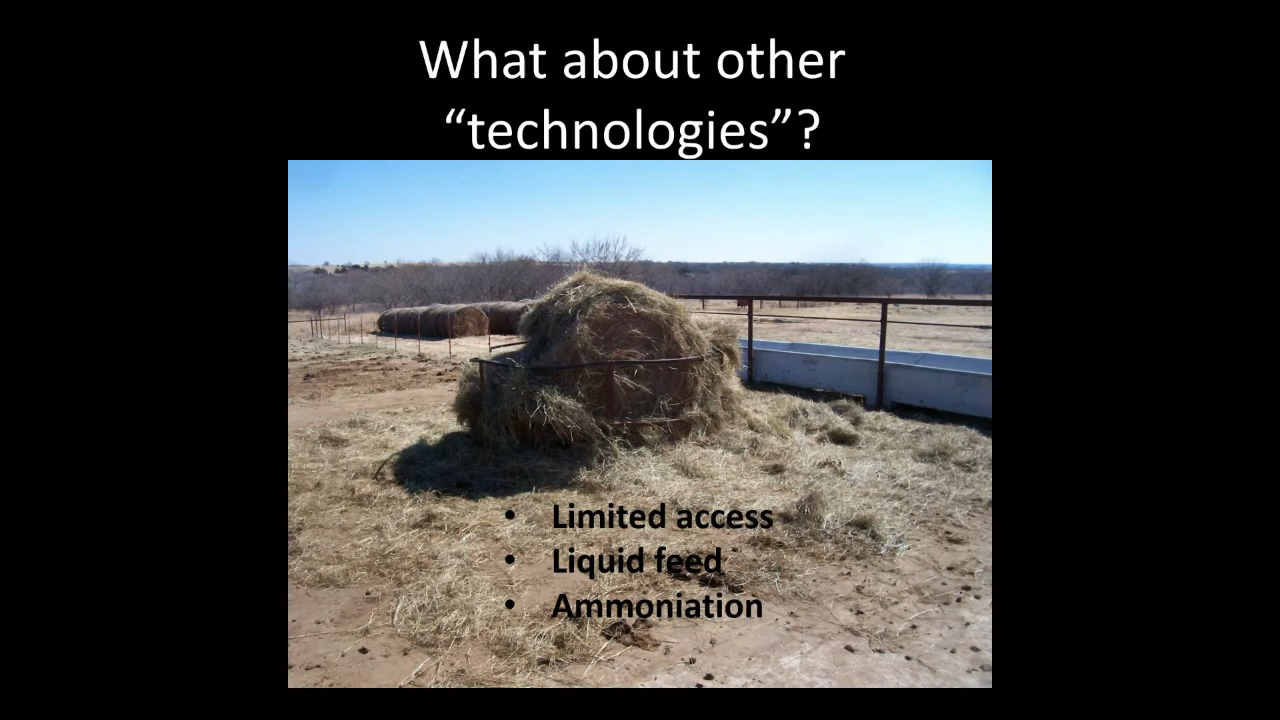 What about other
“technologies”?
• Limited access
• Liquid feed
• Ammoniation